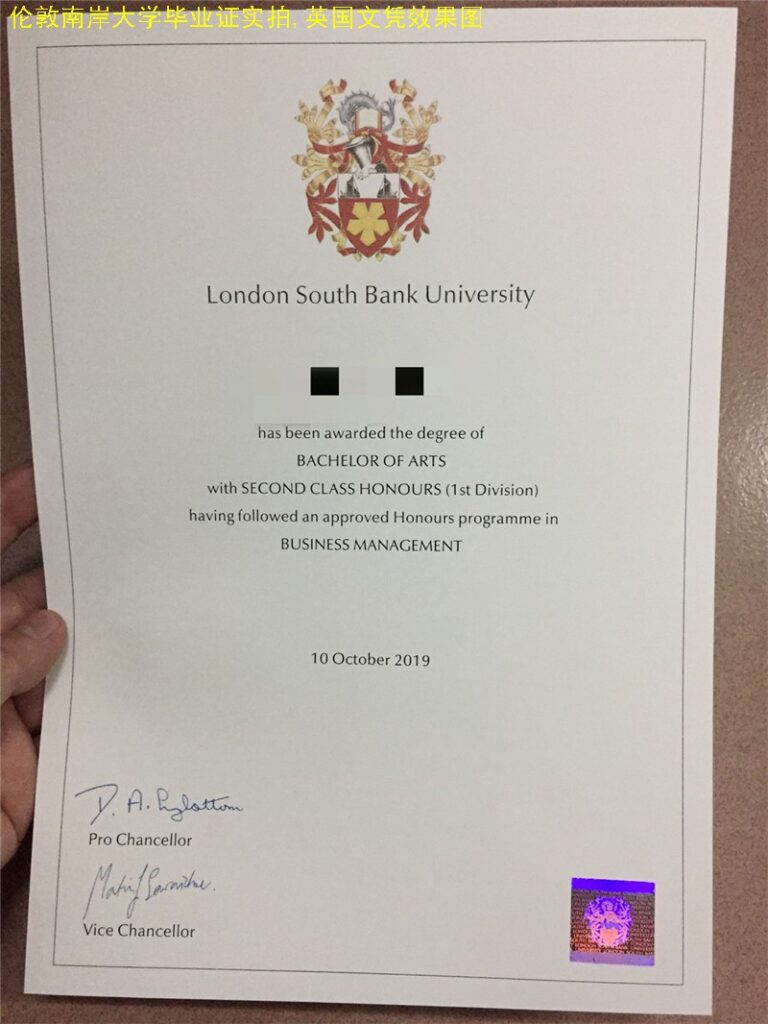 伦敦南岸大学毕业证实拍, 英国文凭效果图
London South Bank University
has been awarded the degree of
BACHELOR OF ARTS
with SECOND CLASS HONOURS (1st Division)
having followed an approved Honours programme in
BUSINESS MANAGEMENT
10 October 2019
Pro Chancellor
Vice Chancellor